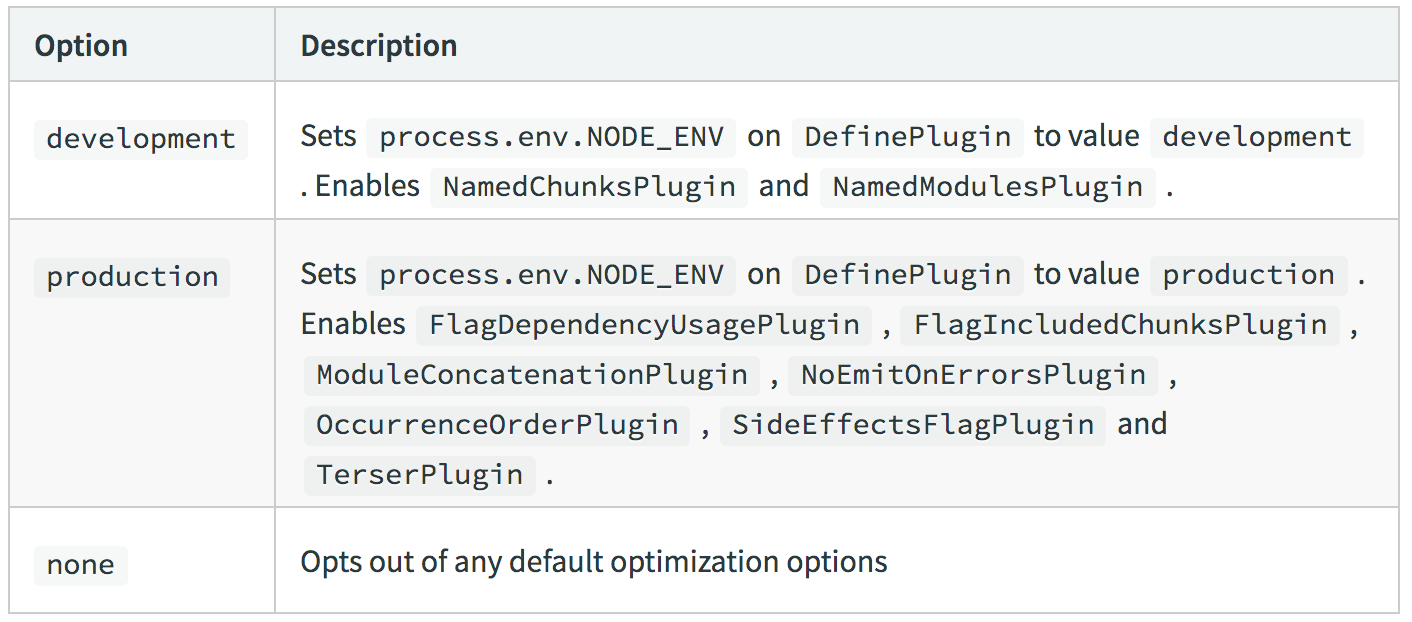 Option Description
development
Sets process.env.NODE_ENV on DefinePlugin to value development
. Enables NamedChunksPlugin and NamedModulesPlugin .
production
Sets process.env.NODE_ENV on DefinePlugin to value production .
Enables FlagDependencyUsagePlugin , FlagIncludedChunksPlugin ,
ModuleConcatenationPlugin , NoEmitOnErrorsPlugin ,
OccurrenceOrderPlugin , SideEffectsFlagPlugin and
TerserPlugin .
none
Opts out of any default optimization options